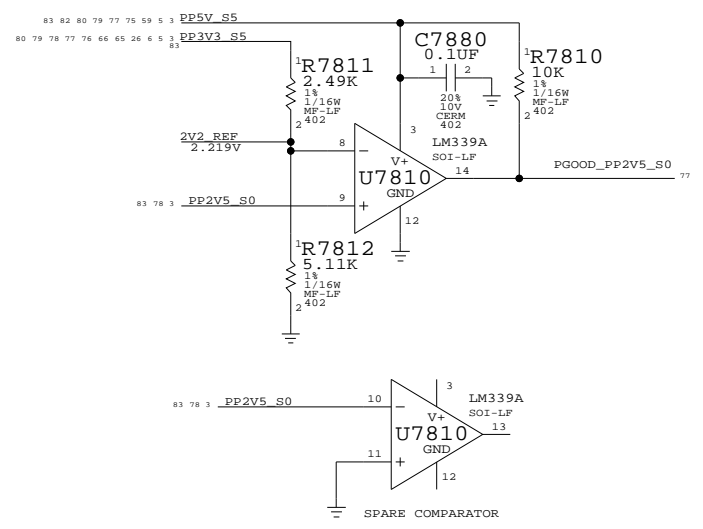 83 82 80 79 77 75 59 5 3 PP5V_S5
80 79 78 77 76 66 65 26 6 5 3 PP3V3_S5
83
C7880
0.1UF
1 2
20%
10V
CERM
402
1 R7810
10K
1%
1/16W
MF-LF
2 402
1 R7811
2.49K
1%
1/16W
MF-LF
2 402
3
LM339A
SOI-LF
2V2_REF
2.219V
8
V+
U7810
GND
14
PGOOD_PP2V5_S0 77
83 78 3 PP2V5_S0
9
12
1 R7812
5.11K
1%
1/16W
MF-LF
2 402
3
LM339A
SOI-LF
83 78 3 PP2V5_S0
10
V+
U7810
GND
13
11
12
SPARE COMPARATOR